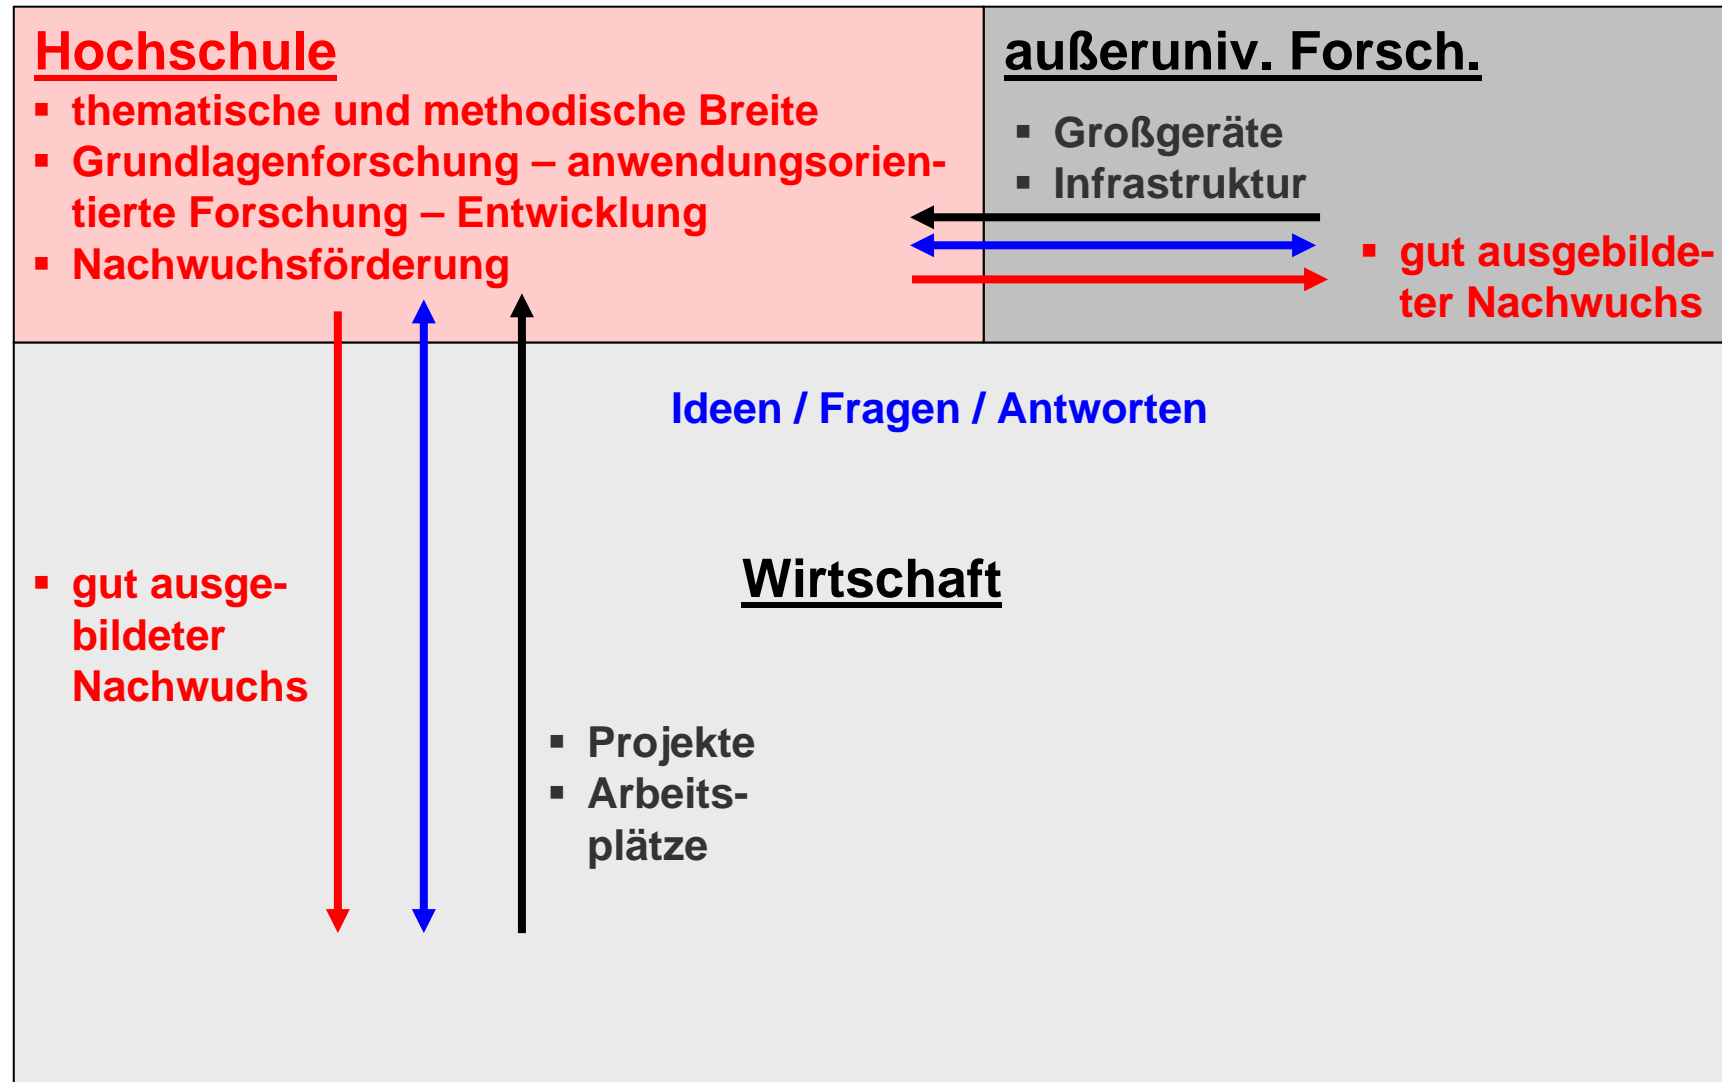 Hochschule
▪ thematische und methodische Breite
▪ Grundlagenforschung – anwendungsorien-
tierte Forschung – Entwicklung
▪ Nachwuchsförderung
außeruniv. Forsch.
▪ Großgeräte
▪ Infrastruktur
▪ gut ausgebilde-
ter Nachwuchs
Ideen / Fragen / Antworten
Wirtschaft
▪ gut ausge-
bildeter
Nachwuchs
▪ Projekte
▪ Arbeits-
plätze